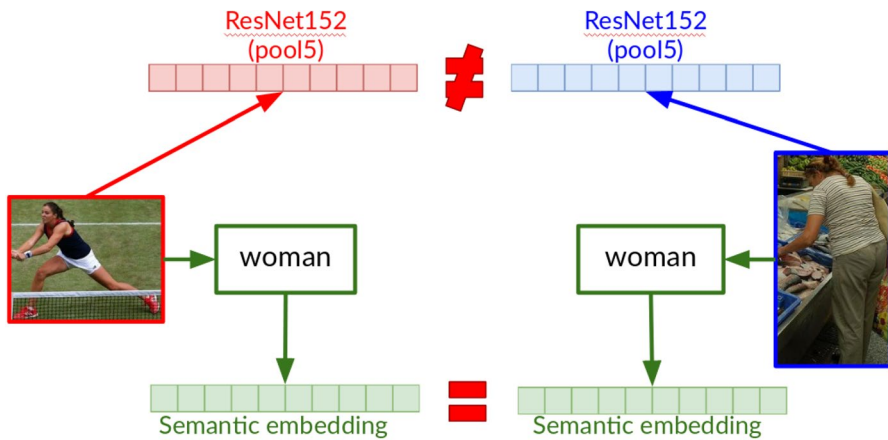 ResNet152
(pool5)
ResNet152
(pool5)
≠
woman
woman
=
Semantic embedding
Semantic embedding